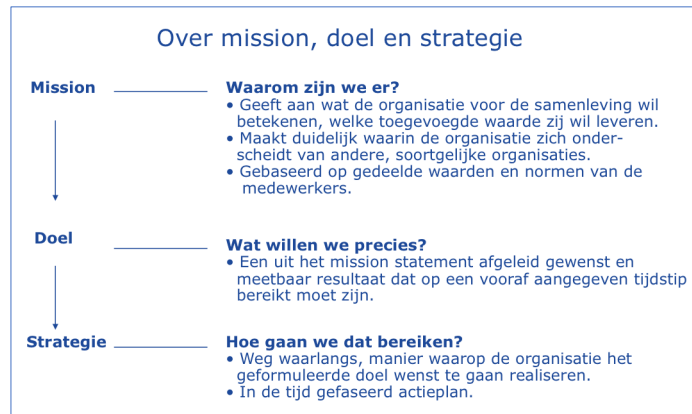 Over mission, doel en strategie
Mission
Waarom zijn we er?
• Geeft aan wat de organisatie voor de samenleving wil
betekenen, welke toegevoegde waarde zij wil leveren.
• Maakt duidelijk waarin de organisatie zich onder-
scheidt van andere, soortgelijke organisaties.
• Gebaseerd op gedeelde waarden en normen van de
medewerkers.
Doel
Wat willen we precies?
• Een uit het mission statement afgeleid gewenst en
meetbaar resultaat dat op een vooraf aangegeven tijdstip
bereikt moet zijn.
Strategie
Hoe gaan we dat bereiken?
• Weg waarlangs, manier waarop de organisatie het
geformuleerde doel wenst te gaan realiseren.
• In de tijd gefaseerd actieplan.